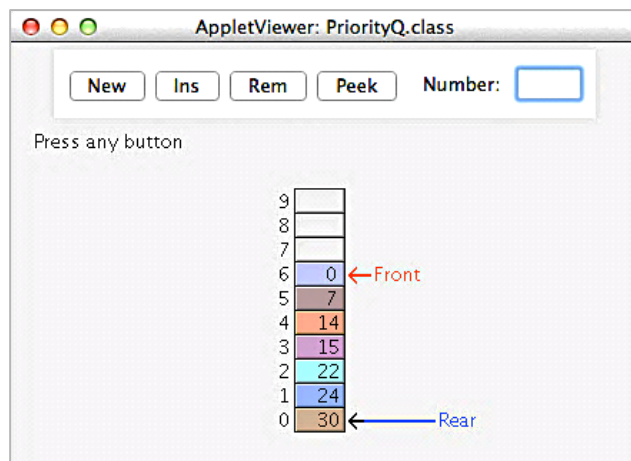 AppletViewer: PriorityQ.class
New Ins Rem Peek Number:
Press any button
9
8
7
6 0 Front
5 7
4 14
3 15
2 22
1 24
0 30 Rear